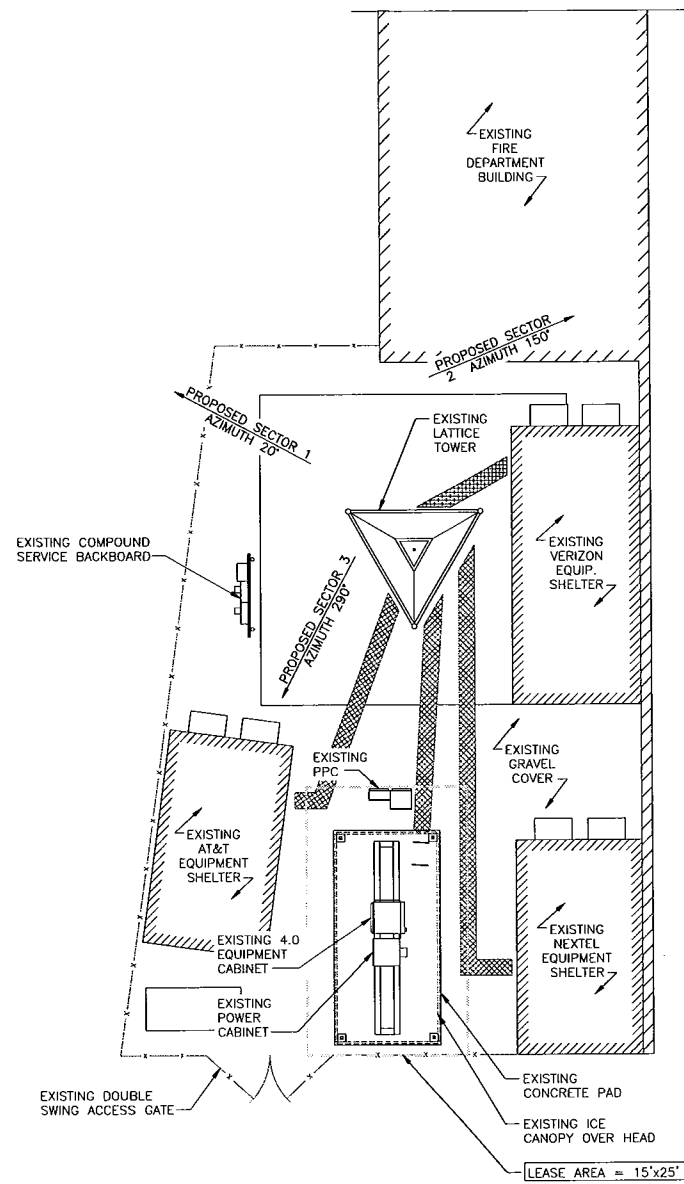 EXISTING
FIRE
DEPARTMENT
BUILDING
PROPOSED SECTOR
2 AZIMUTH 150°
PROPOSED SECTOR 1
AZIMUTH 20°
EXISTING
LATTICE
TOWER
EXISTING COMPOUND
SERVICE BACKBOARD
EXISTING
VERIZON
EQUIP.
SHELTER
PROPOSED SECTOR 3
AZIMUTH 290°
EXISTING
PPC
EXISTING
GRAVEL
COVER
EXISTING
AT&T
EQUIPMENT
SHELTER
EXISTING 4.0
EQUIPMENT
CABINET
EXISTING
NEXTEL
EQUIPMENT
SHELTER
EXISTING
POWER
CABINET
EXISTING DOUBLE
SWING ACCESS GATE
EXISTING
CONCRETE PAD
EXISTING ICE
CANOPY OVER HEAD
LEASE AREA = 15'x25'